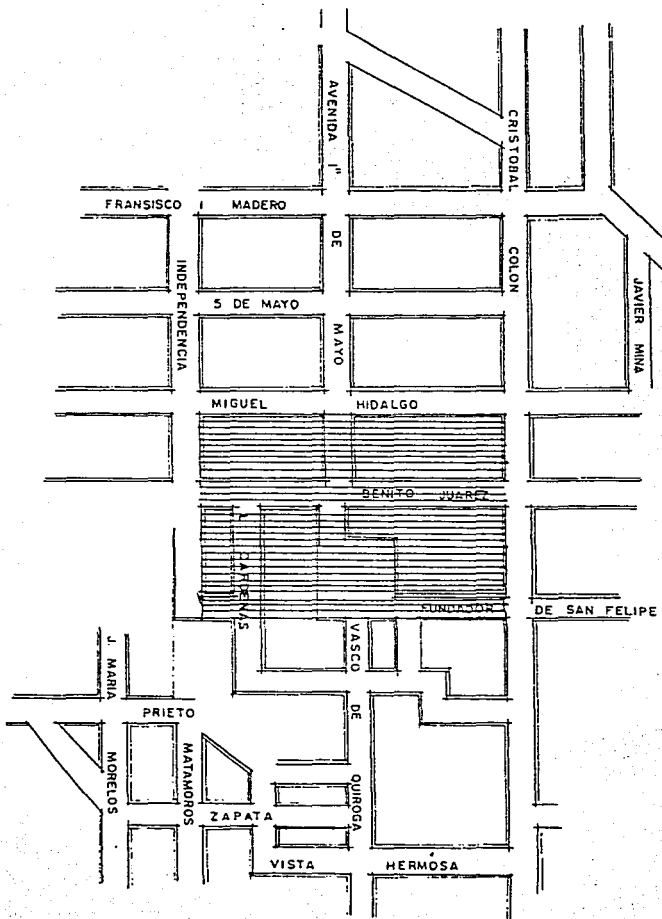 AVENIDA 1º DE MAYO
CRISTOBAL COLON
FRANSISCO I MADERO
INDEPENDENCIA
5 DE MAYO
JAVIER MINA
MIGUEL HIDALGO
BENITO JUAREZ
L CARDENAS
FUNDADOR DE SAN FELIPE
J. MARIA MORELOS
VASCO DE QUIROGA
PRIETO
MATAMOROS
ZAPATA
VISTA HERMOSA